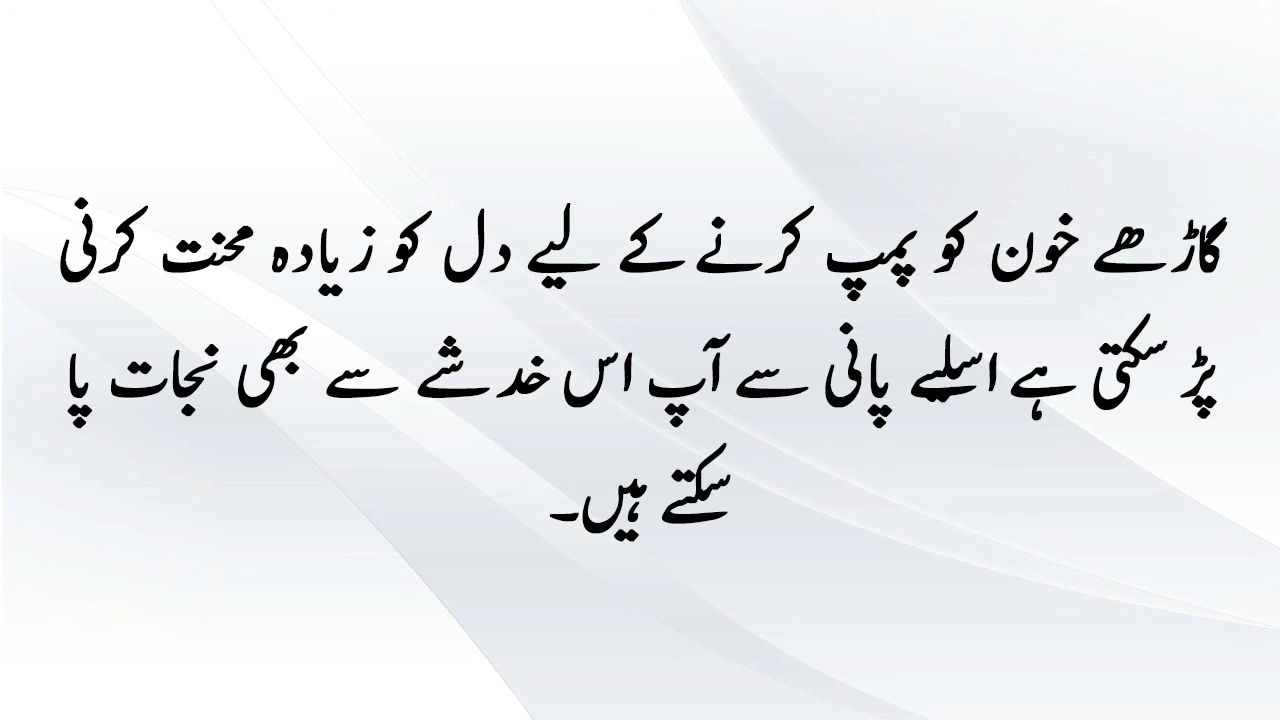 گاڑھے خون کو پمپ کرنے کے لیے دل کو زیادہ محنت کرنی
پڑ سکتی ہے اسلیے پانی سے آپ اس خدشے سے بھی نجات پا
سکتے ہیں۔